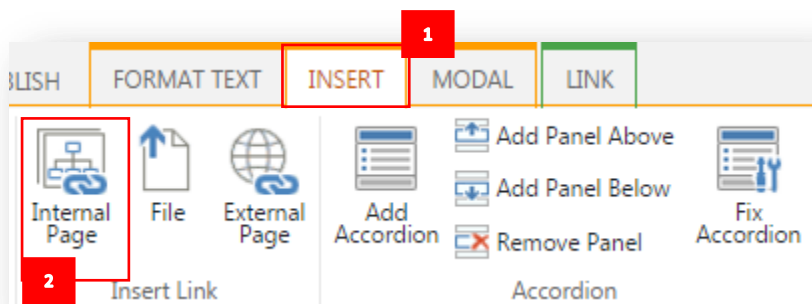 1
BLISH FORMAT TEXT INSERT MODAL LINK
Internal Page
File
External Page
Add Accordion
Add Panel Above
Add Panel Below
Remove Panel
Fix Accordion
2
Insert Link
Accordion